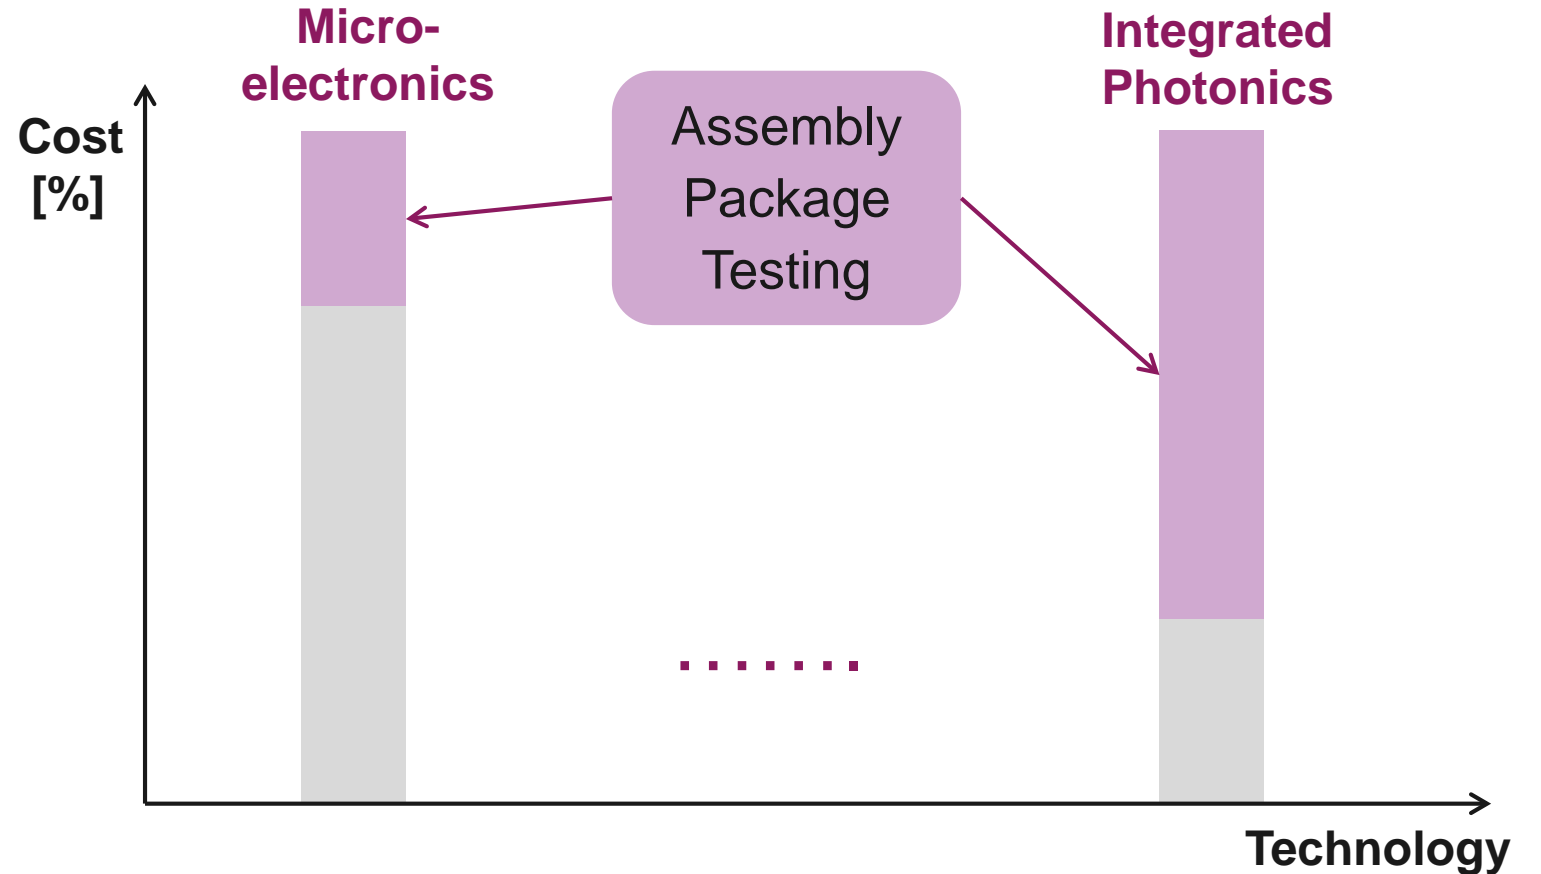 Micro-
electronics
Integrated
Photonics
Cost
[%]
Assembly
Package
Testing
.......
Technology